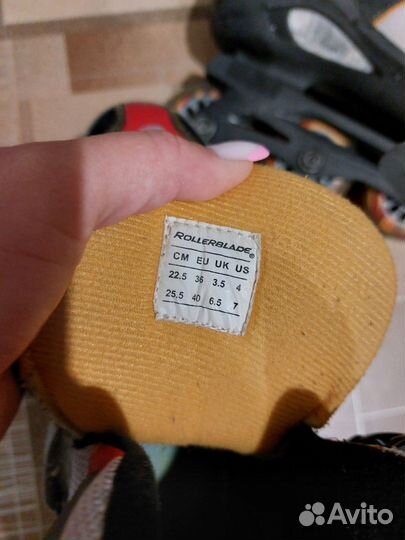 ROLLERBLADE®
CM EU UK US
22.5 36 3.5 4
25.5 40 6.5 7
Avito